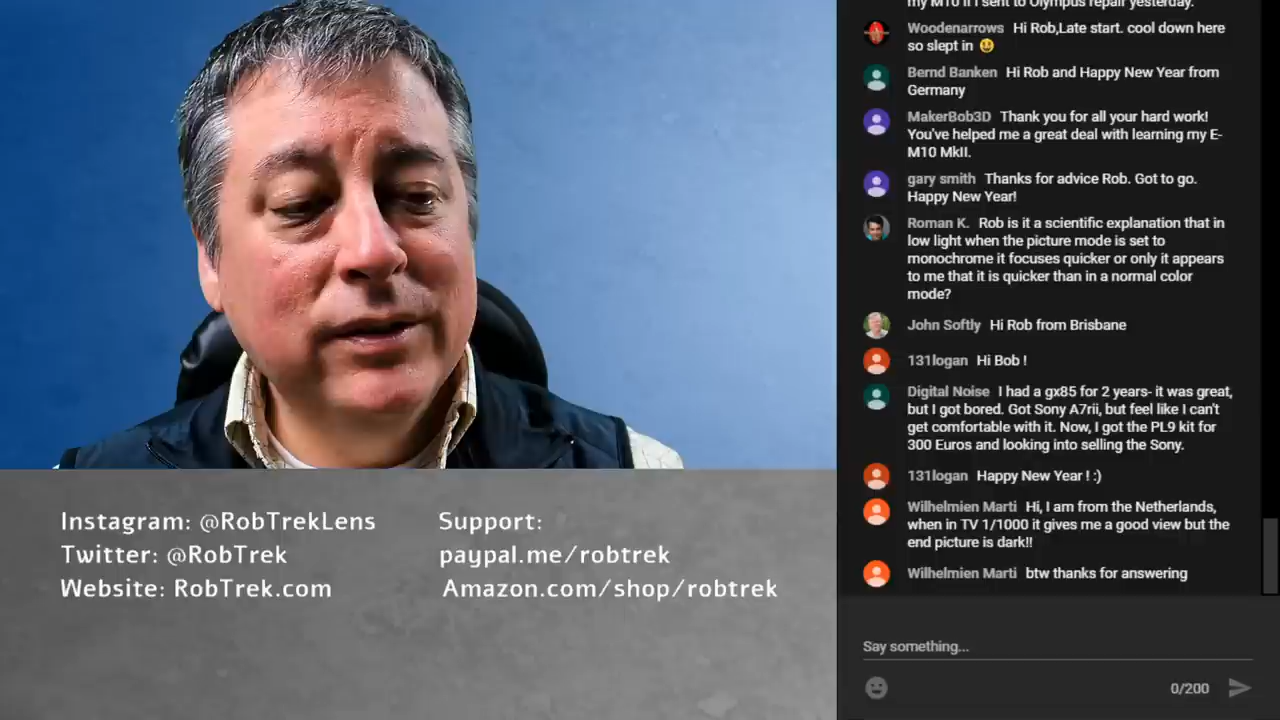 my M10 II I sent to Olympus repair yesterday.
Woodenarrows Hi Rob,Late start. cool down here
so slept in 😃
Bernd Banken Hi Rob and Happy New Year from
Germany
MakerBob3D Thank you for all your hard work!
You've helped me a great deal with learning my E-
M10 MkII.
gary smith Thanks for advice Rob. Got to go.
Happy New Year!
Roman K. Rob is it a scientific explanation that in
low light when the picture mode is set to
monochrome it focuses quicker or only it appears
to me that it is quicker than in a normal color
mode?
John Softly Hi Rob from Brisbane
131logan Hi Bob !
Digital Noise I had a gx85 for 2 years- it was great,
but I got bored. Got Sony A7rii, but feel like I can't
get comfortable with it. Now, I got the PL9 kit for
300 Euros and looking into selling the Sony.
131logan Happy New Year ! :)
Wilhelmien Marti Hi, I am from the Netherlands,
when in TV 1/1000 it gives me a good view but the
end picture is dark!!
Wilhelmien Marti btw thanks for answering
Say something...
0/200
Instagram: @RobTrekLens
Twitter: @RobTrek
Website: RobTrek.com
Support:
paypal.me/robtrek
Amazon.com/shop/robtrek